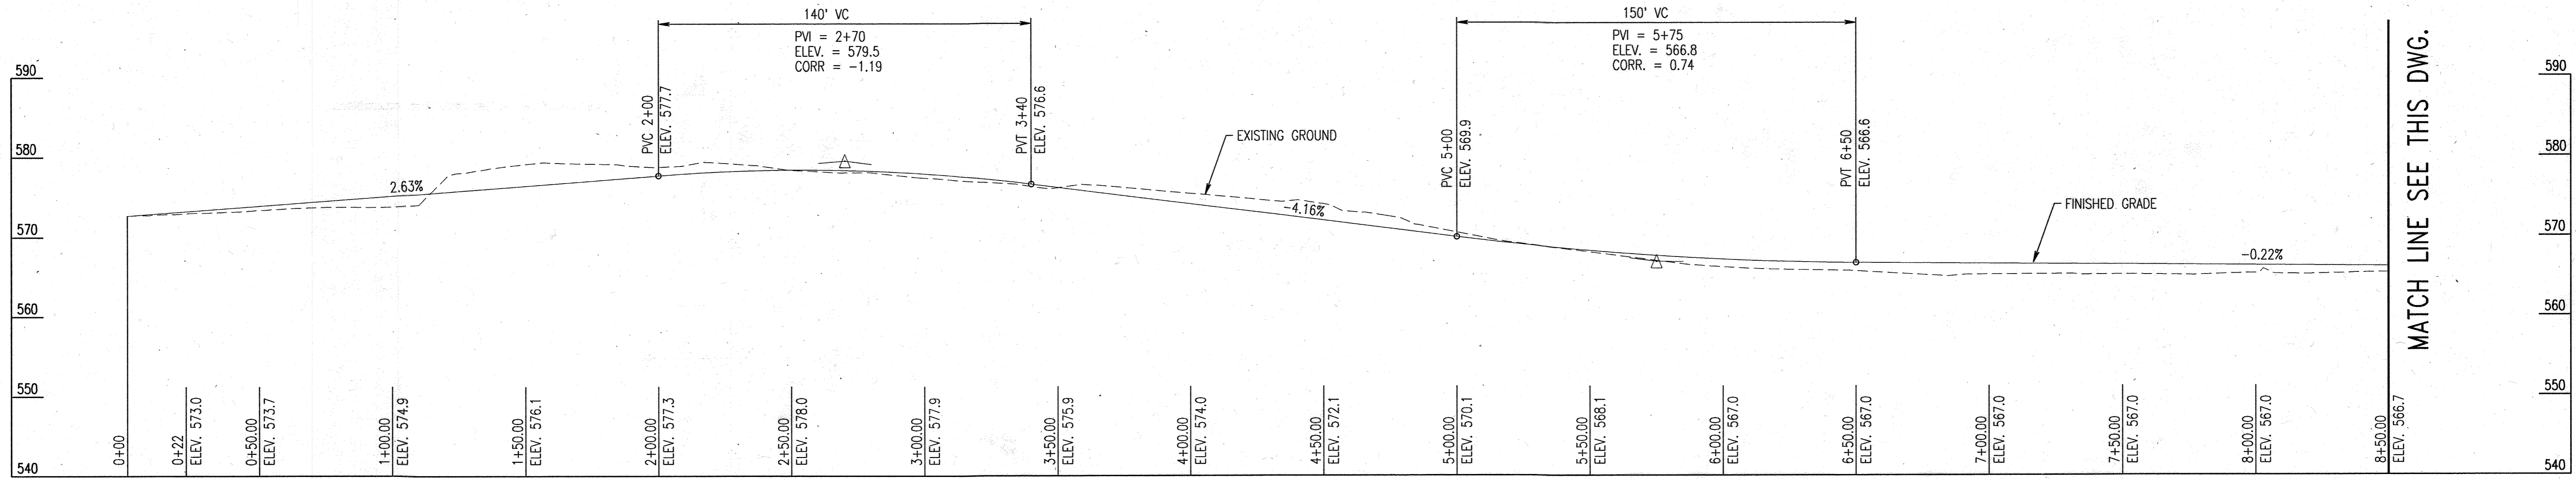 140' VC
PVI = 2+70
ELEV. = 579.5
CORR = -1.19
150' VC
PVI = 5+75
ELEV. = 566.8
CORR. = 0.74
590
580
570
560
550
540
PVC 2+00
ELEV. 577.7
PVT 3+40
ELEV. 576.6
PVC 5+00
ELEV. 569.9
PVT 6+50
ELEV. 566.6
2.63%
EXISTING GROUND
-4.16%
FINISHED GRADE
-0.22%
MATCH LINE SEE THIS DWG.
590
580
570
560
550
540
0+00
0+22
ELEV. 573.0
0+50.00
ELEV. 573.7
1+00.00
ELEV. 574.9
1+50.00
ELEV. 576.1
2+00.00
ELEV. 577.3
2+50.00
ELEV. 578.0
3+00.00
ELEV. 577.9
3+50.00
ELEV. 575.9
4+00.00
ELEV. 574.0
4+50.00
ELEV. 572.1
5+00.00
ELEV. 570.1
5+50.00
ELEV. 568.1
6+00.00
ELEV. 567.0
6+50.00
ELEV. 567.0
7+00.00
ELEV. 567.0
7+50.00
ELEV. 567.0
8+00.00
ELEV. 567.0
8+50.00
ELEV. 566.7